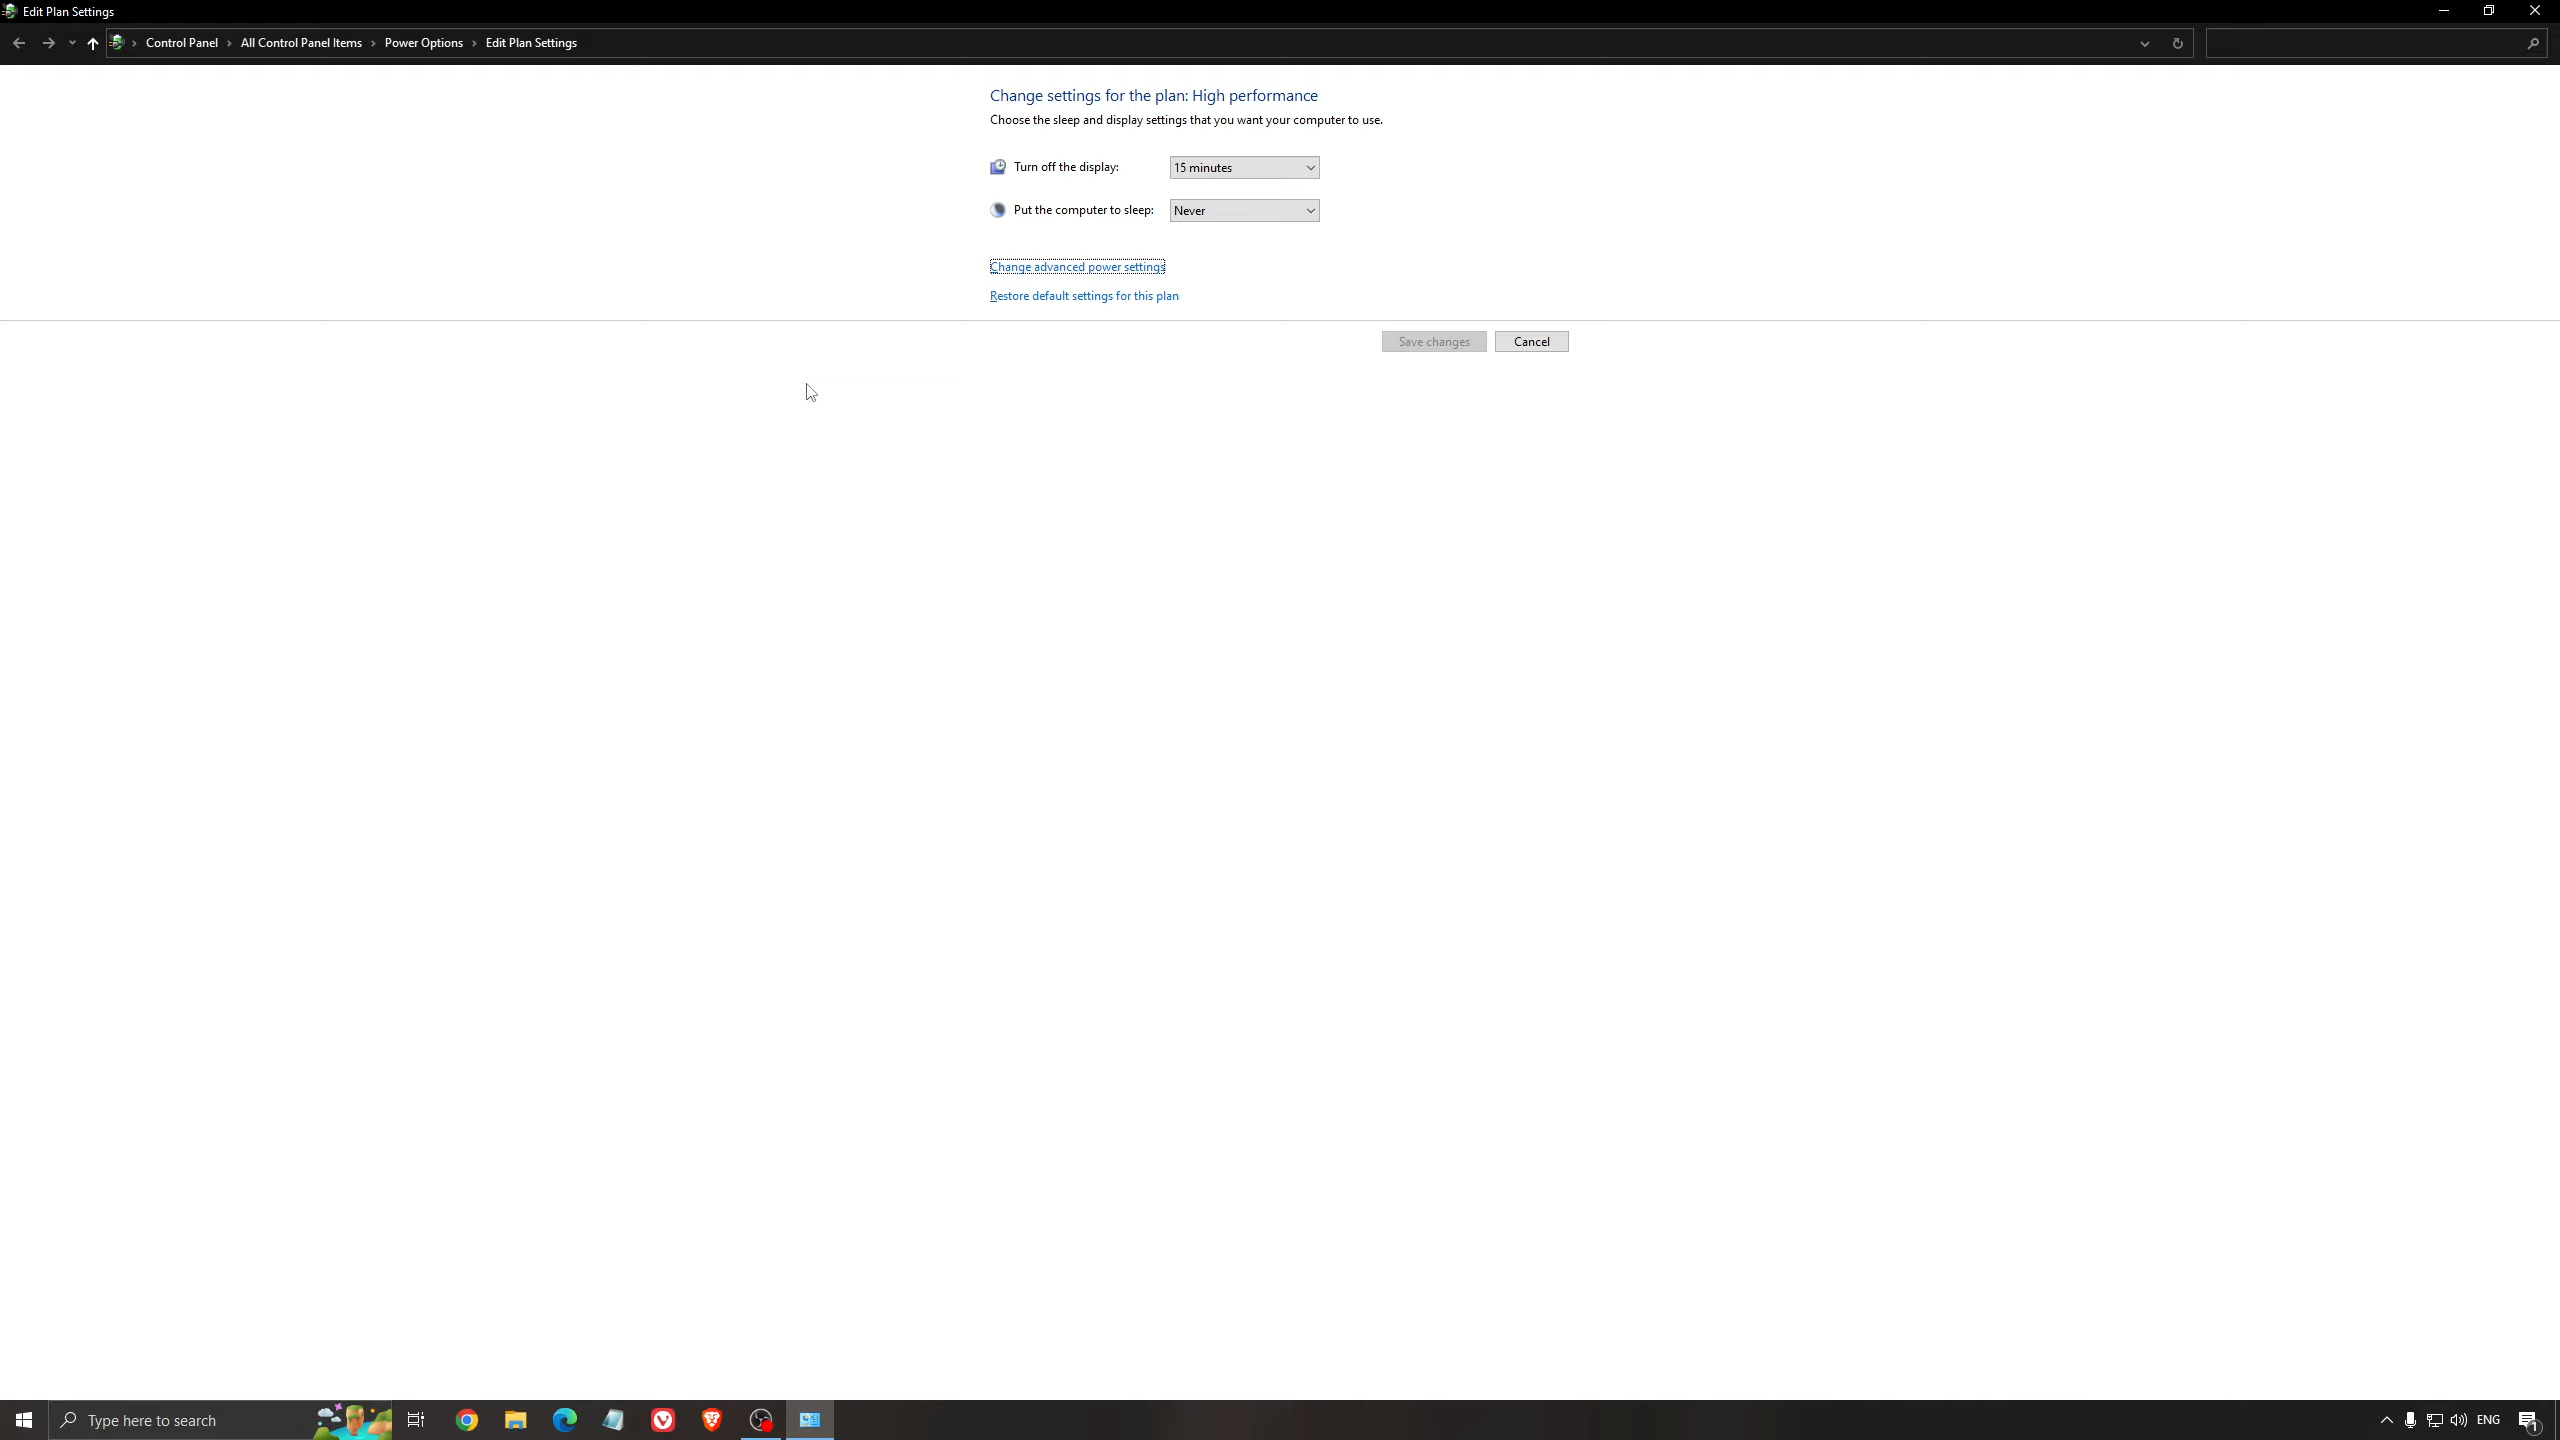 Edit Plan Settings
Control Panel > All Control Panel Items > Power Options > Edit Plan Settings
Change settings for the plan: High performance
Choose the sleep and display settings that you want your computer to use.
Turn off the display: 15 minutes
Put the computer to sleep: Never
Change advanced power settings
Restore default settings for this plan
Save changes Cancel
Type here to search
ENG
1